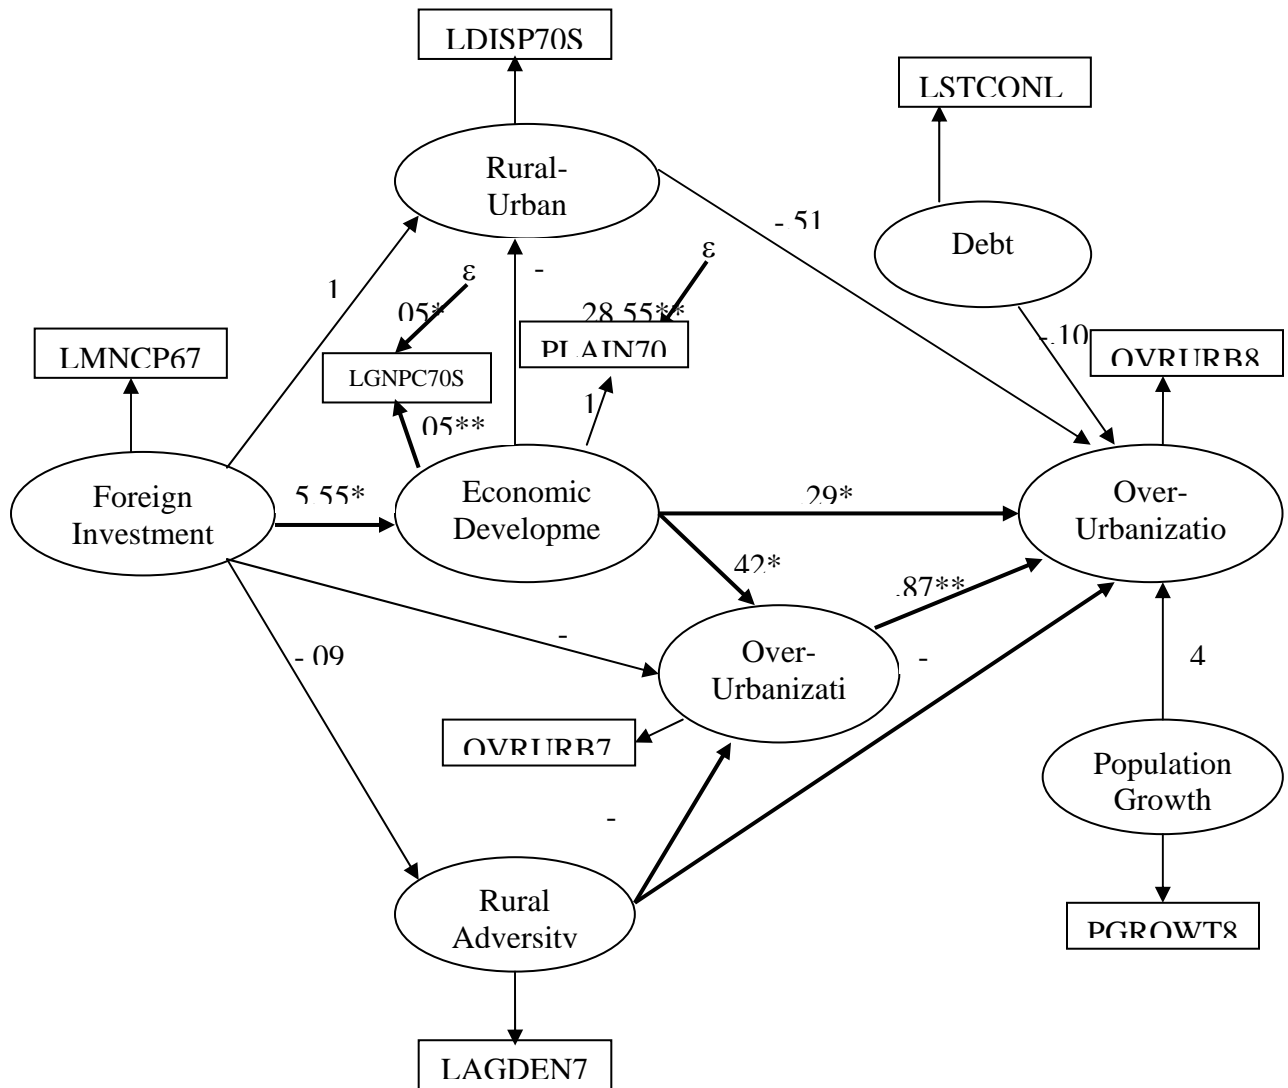 LDISP70S
LSTCONL
Rural-
Urban
-.51
Debt
ε
ε
-
1
.05*
28.55**
LMNCP67
PLAIN70
-.10
OVRURB8
LGNPC70S
1
.05**
Foreign
Investment
5.55*
Economic
Developme
.29*
Over-
Urbanizatio
.42*
.87**
-
-.09
Over-
Urbanizati
-
4
OVRURB7
Population
Growth
-
Rural
Adversity
PGROWT8
LAGDEN7